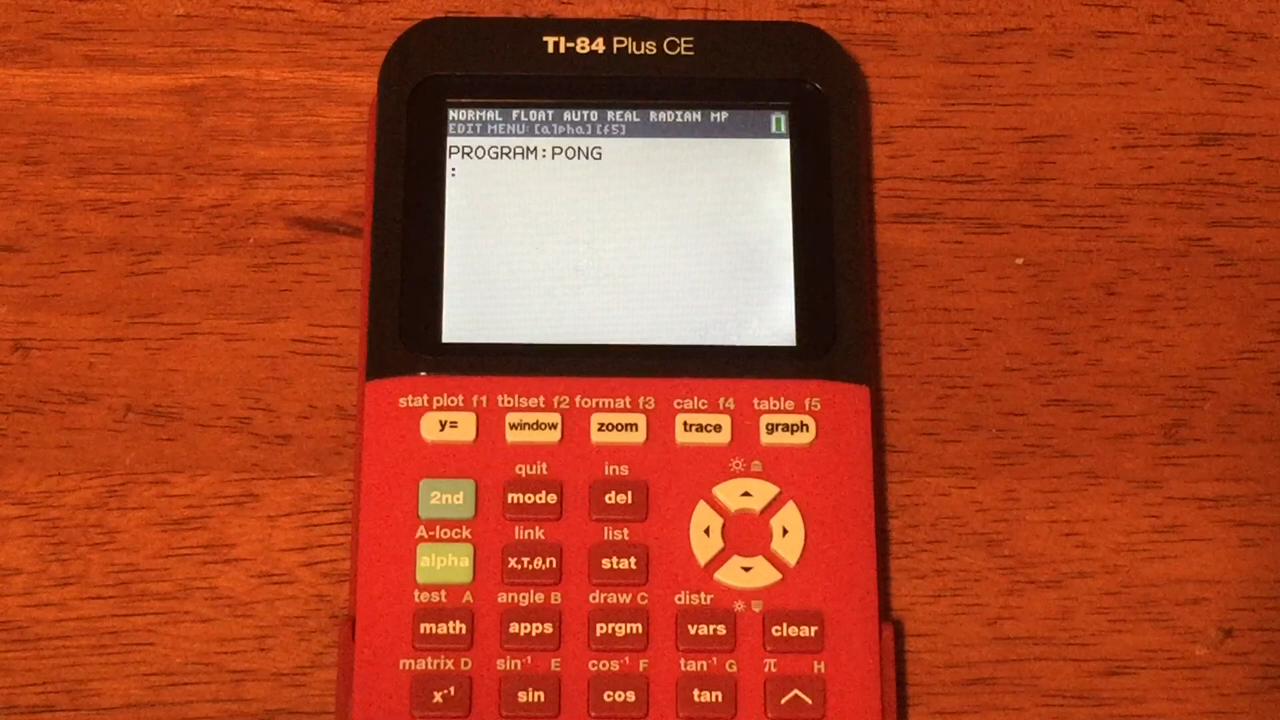 TI-84 Plus CE
NORMAL FLOAT AUTO REAL RADIAN MP
EDIT MENU: [alpha] [f5]
PROGRAM:PONG
:
stat plot f1 tblset f2 format f3 calc f4 table f5
y= window zoom trace graph
quit ins
2nd mode del
A-lock link list
alpha X,T,θ,n stat
test A angle B draw C distr
math apps prgm vars clear
matrix D sin⁻¹ E cos⁻¹ F tan⁻¹ G π H
x⁻¹ sin cos tan ^